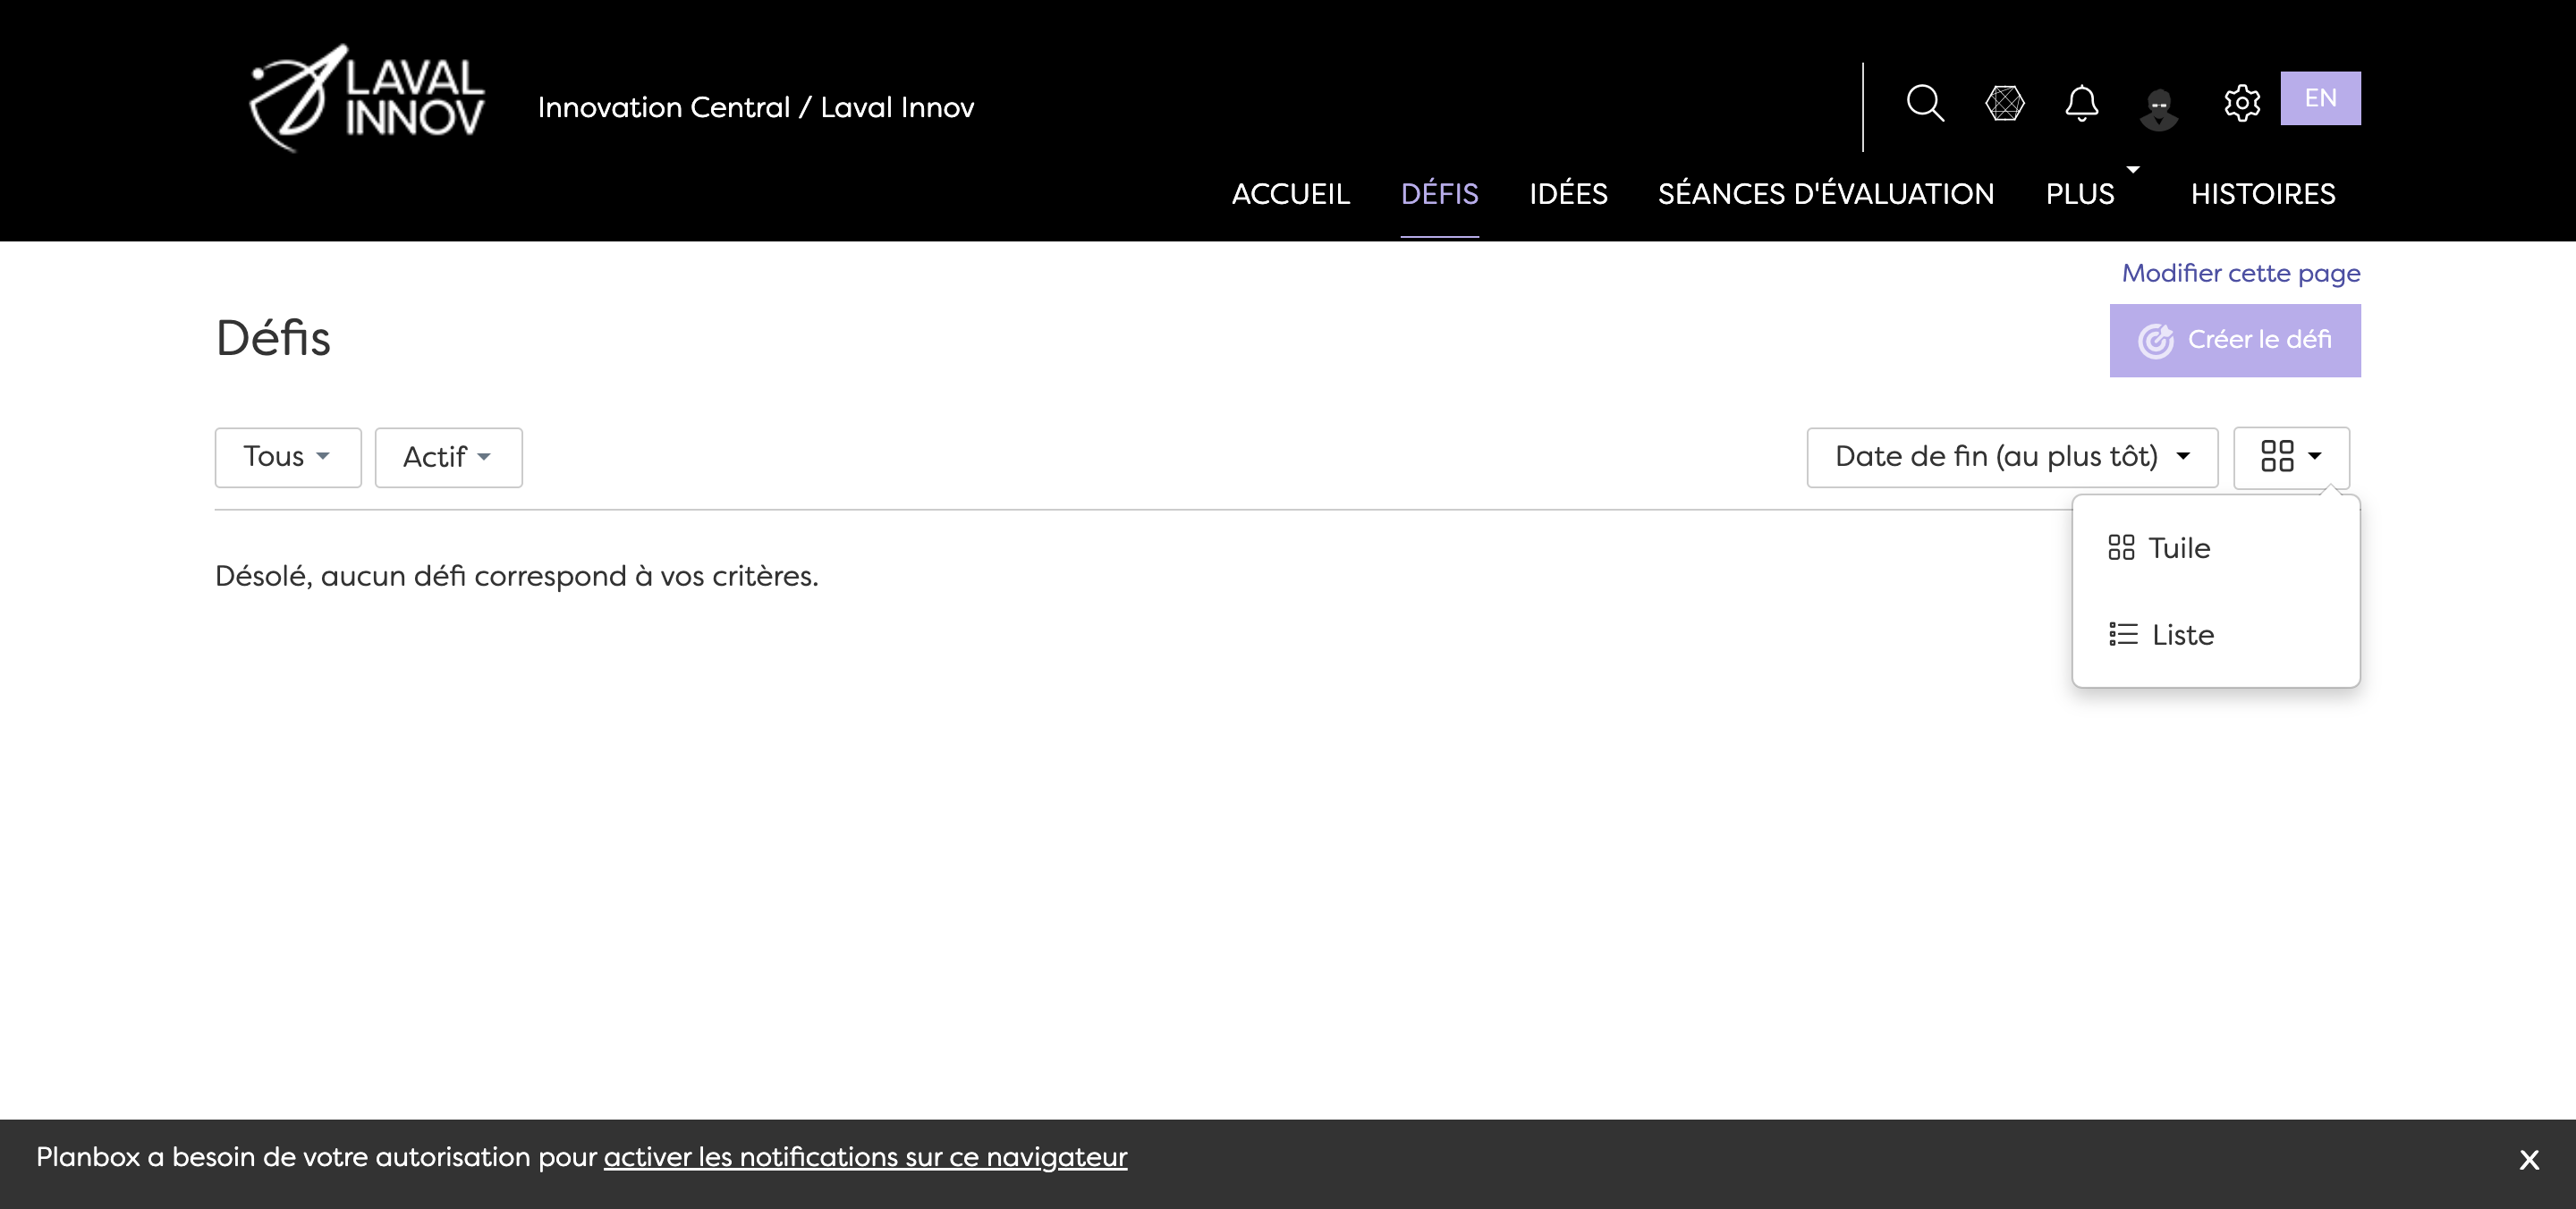 LAVAL
INNOV
Innovation Central / Laval Innov
EN
ACCUEIL DÉFIS IDÉES SÉANCES D'ÉVALUATION PLUS HISTOIRES
Modifier cette page
Défis
Créer le défi
Tous Actif Date de fin (au plus tôt)
Tuile
Désolé, aucun défi correspond à vos critères.
Liste
Planbox a besoin de votre autorisation pour activer les notifications sur ce navigateur